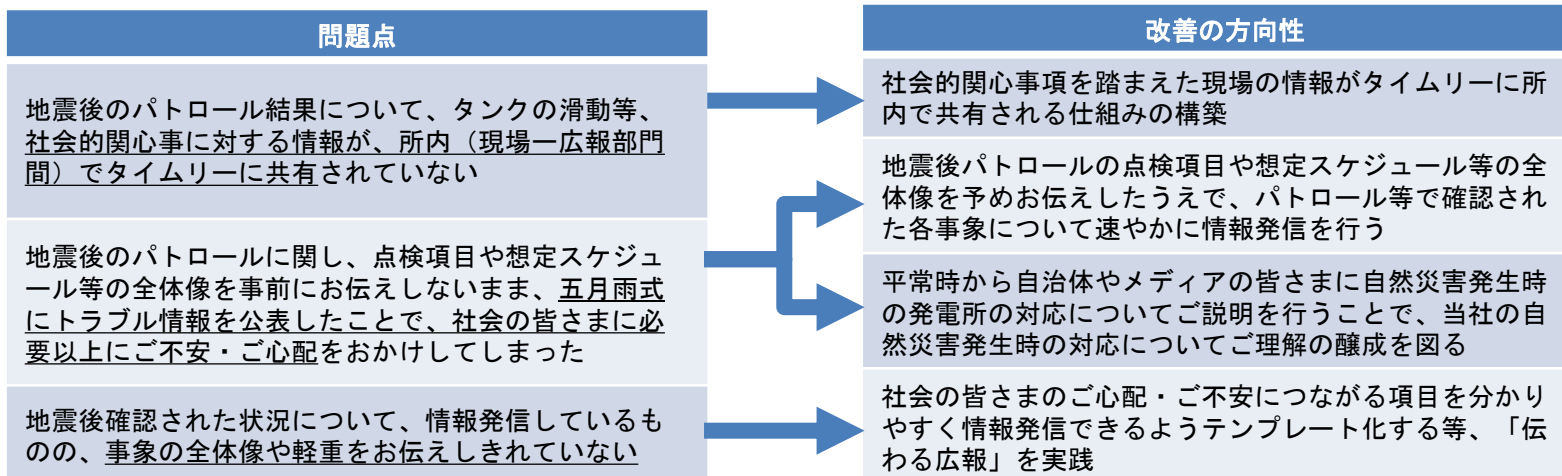 問題点
地震後のパトロール結果について、タンクの滑動等、
社会的関心事に対する情報が、所内（現場ー広報部門
間）でタイムリーに共有されていない
地震後のパトロールに関し、点検項目や想定スケジュ
ール等の全体像を事前にお伝えしないまま、五月雨式
にトラブル情報を公表したことで、社会の皆さまに必
要以上にご不安・ご心配をおかけしてしまった
地震後確認された状況について、情報発信しているも
のの、事象の全体像や軽重をお伝えしきれていない
改善の方向性
社会的関心事項を踏まえた現場の情報がタイムリーに所
内で共有される仕組みの構築
地震後パトロールの点検項目や想定スケジュール等の全
体像を予めお伝えしたうえで、パトロール等で確認され
た各事象について速やかに情報発信を行う
平常時から自治体やメディアの皆さまに自然災害発生時
の発電所の対応についてご説明を行うことで、当社の自
然災害発生時の対応についてご理解の醸成を図る
社会の皆さまのご心配・ご不安につながる項目を分かり
やすく情報発信できるようテンプレート化する等、「伝
わる広報」を実践